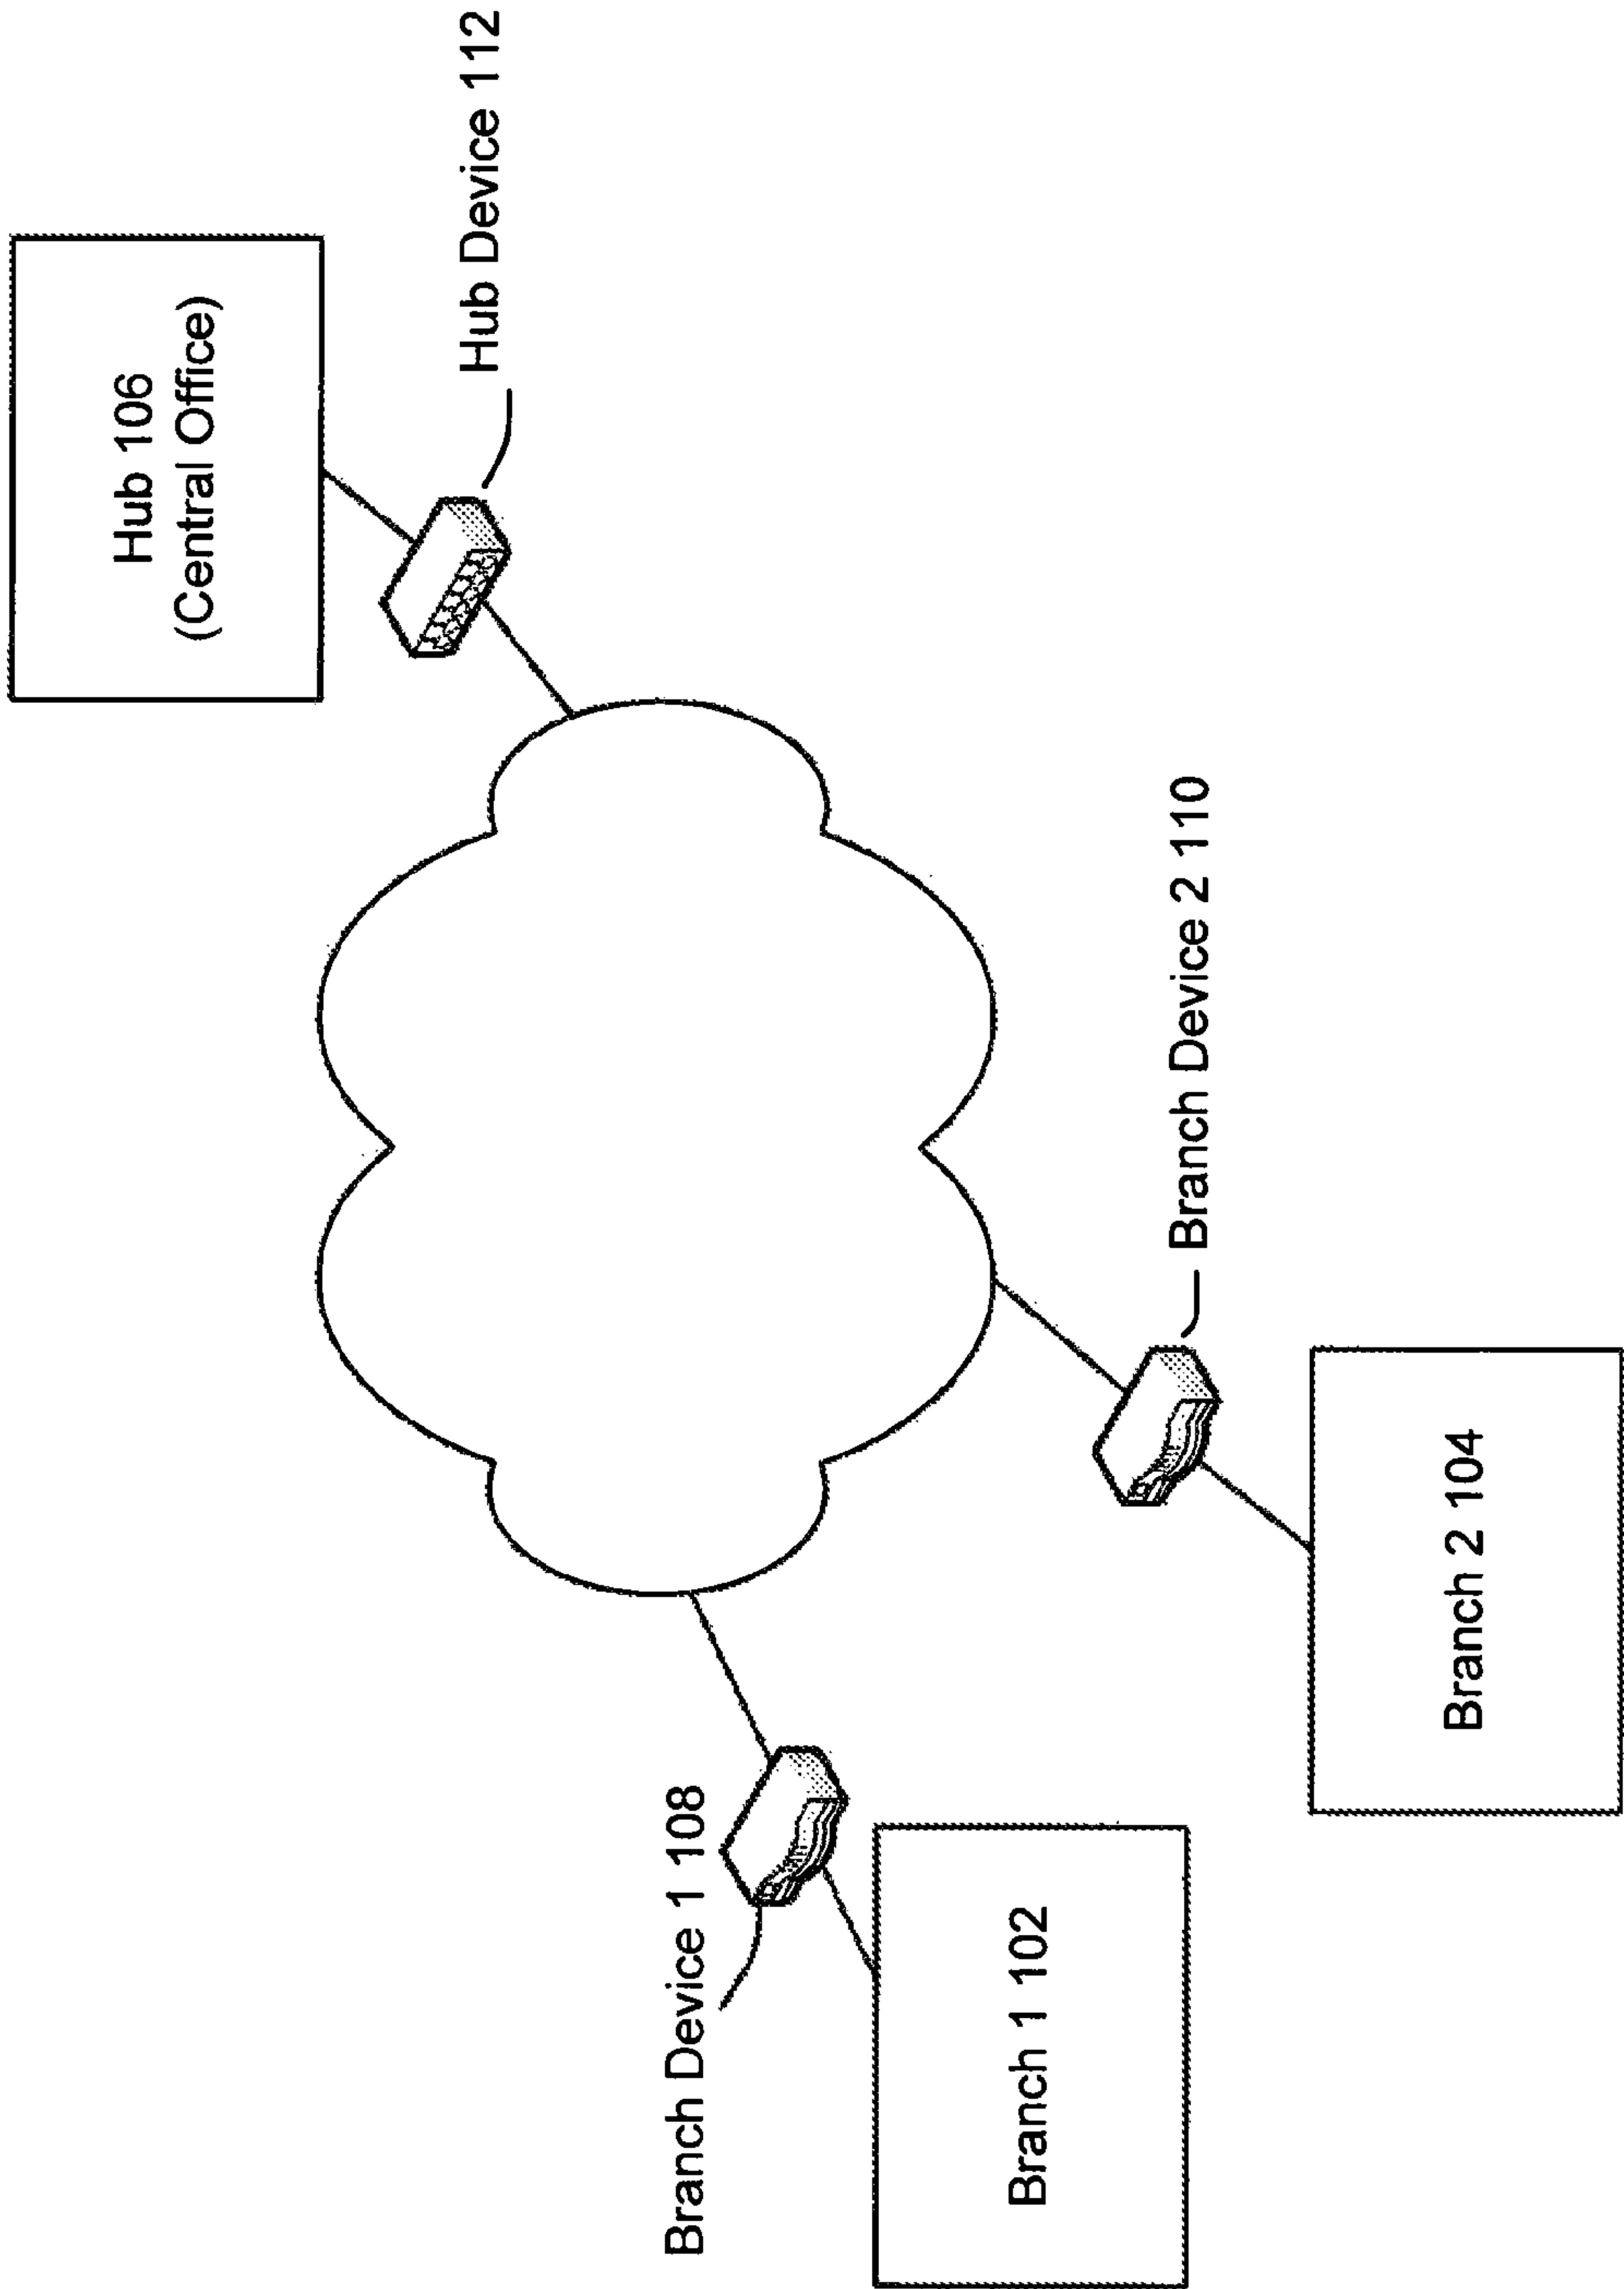 Hub 106
(Central Office)
Hub Device 112
Branch Device 1 108
Branch Device 2 110
Branch 1 102
Branch 2 104